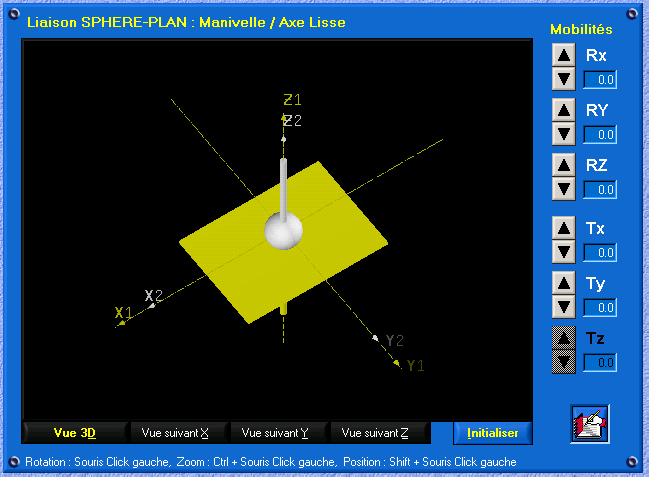 Liaison SPHERE-PLAN : Manivelle / Axe Lisse
Mobilités
Rx
0.0
RY
0.0
RZ
0.0
Tx
0.0
Ty
0.0
Tz
0.0
Z1
Z2
X2
X1
Y2
Y1
Vue 3D
Vue suivant X
Vue suivant Y
Vue suivant Z
Initialiser
Rotation : Souris Click gauche, Zoom : Ctrl + Souris Click gauche, Position : Shift + Souris Click gauche